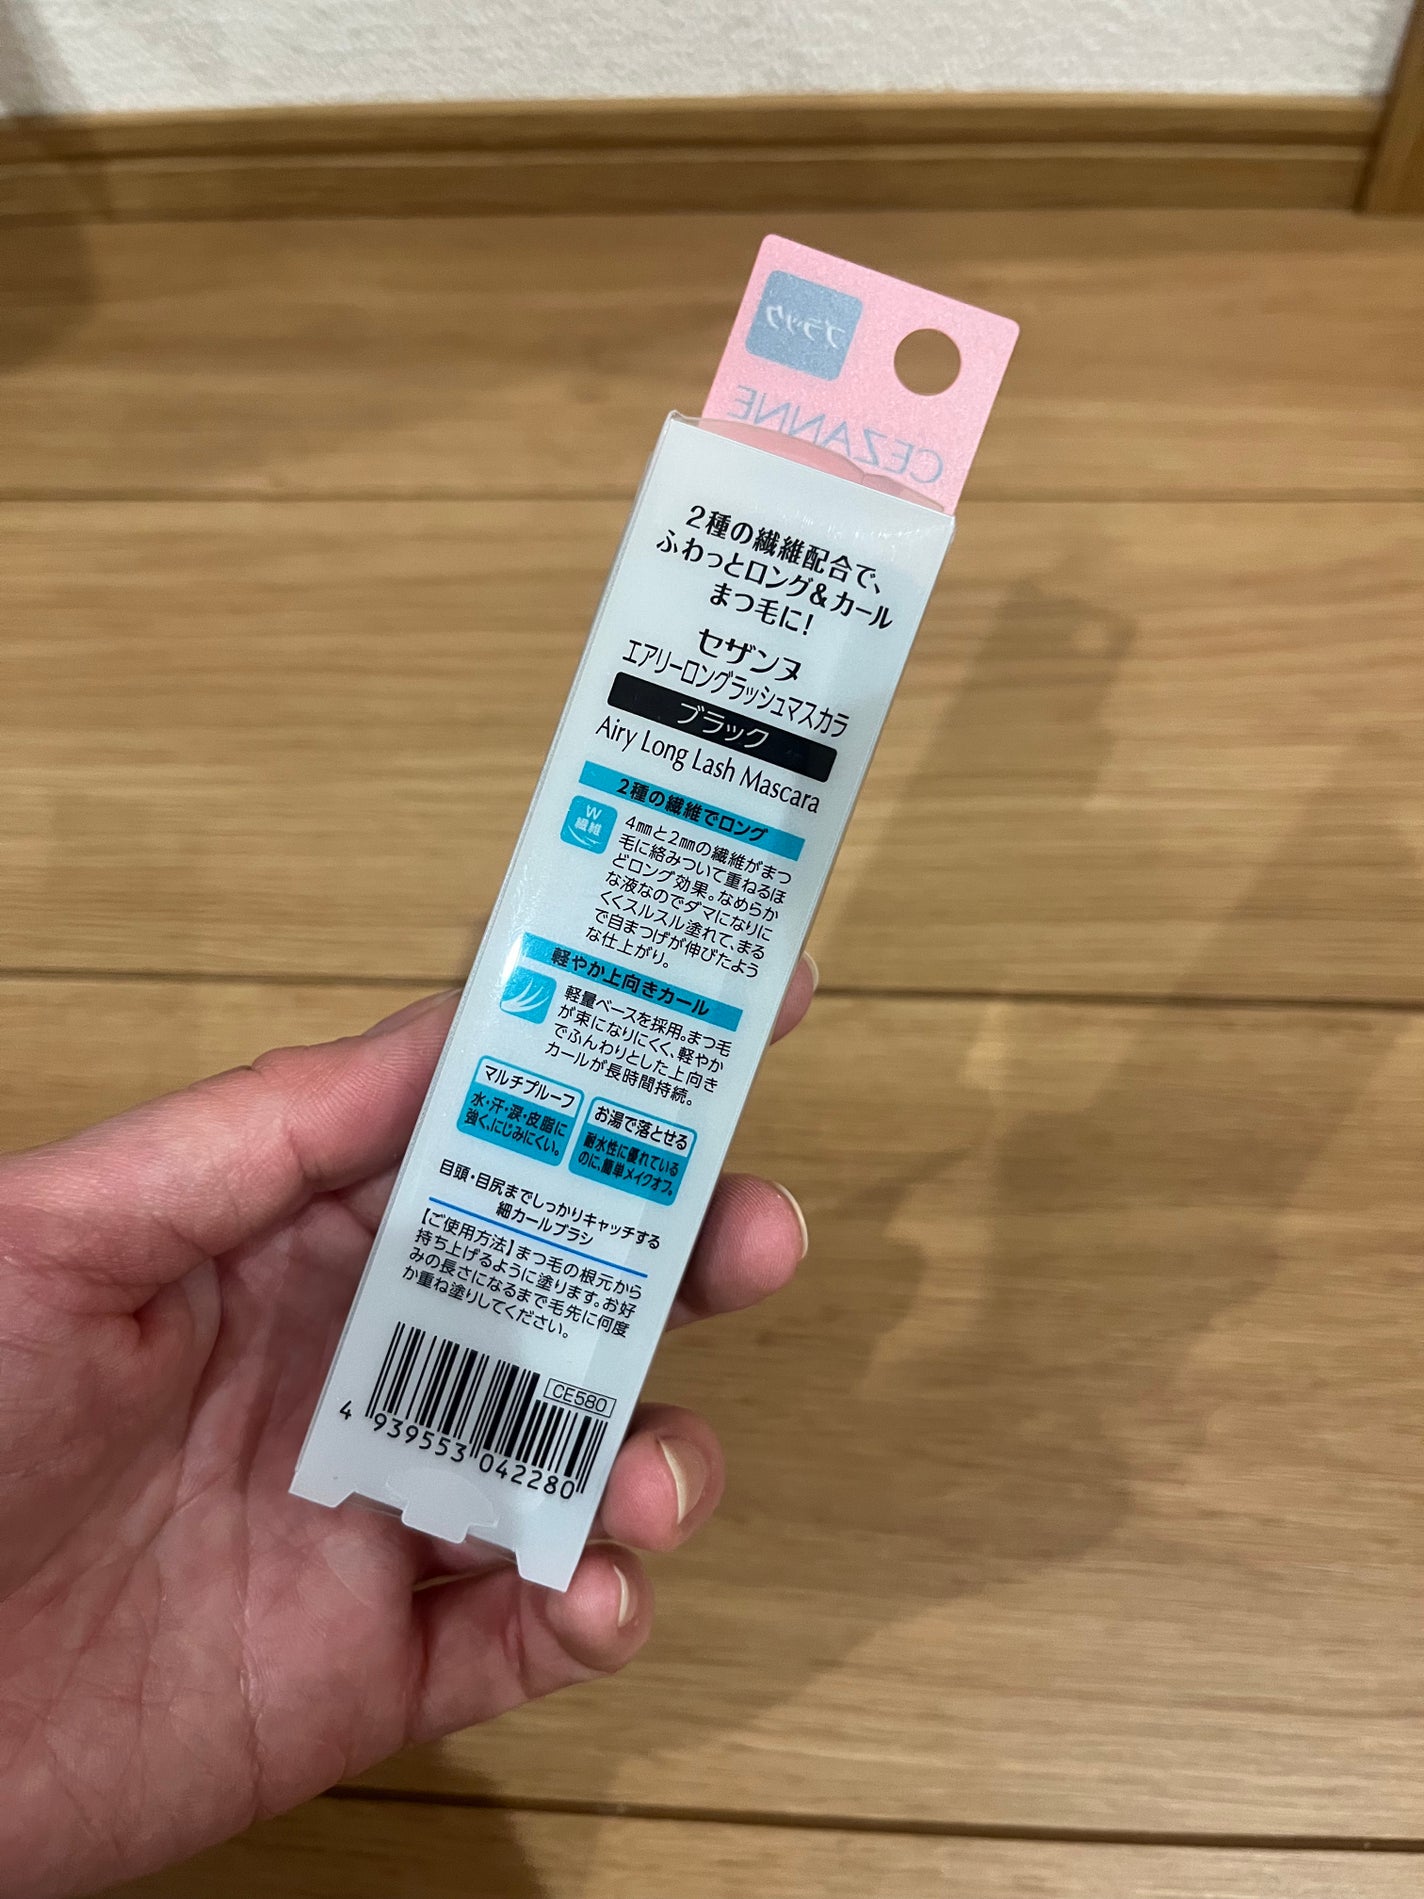 ブラック
CEZANNE
2種の繊維配合で、
ふわっとロング&カール
まつ毛に!
セザンヌ
エアリーロングラッシュマスカラ
ブラック
Airy Long Lash Mascara
2種の繊維でロング
W
繊維
4㎜と2㎜の繊維がまつ
毛に絡みついて重ねるほ
どロング効果。なめらか
な液なのでダマになりに
くくスルスル塗れて、まる
で自まつげが伸びたよう
な仕上がり。
軽やか上向きカール
軽量ベースを採用。まつ毛
が束になりにくく、軽やか
でふんわりとした上向き
カールが長時間持続。
マルチプルーフ
水・汗・涙・皮脂に
強く、にじみにくい。
お湯で落とせる
耐水性に優れている
のに、簡単メイクオフ。
目頭・目尻までしっかりキャッチする
細カールブラシ
【ご使用方法】まつ毛の根元から
持ち上げるように塗ります。お好
みの長さになるまで毛先に何度
か重ね塗りしてください。
CE580
4 939553 042280